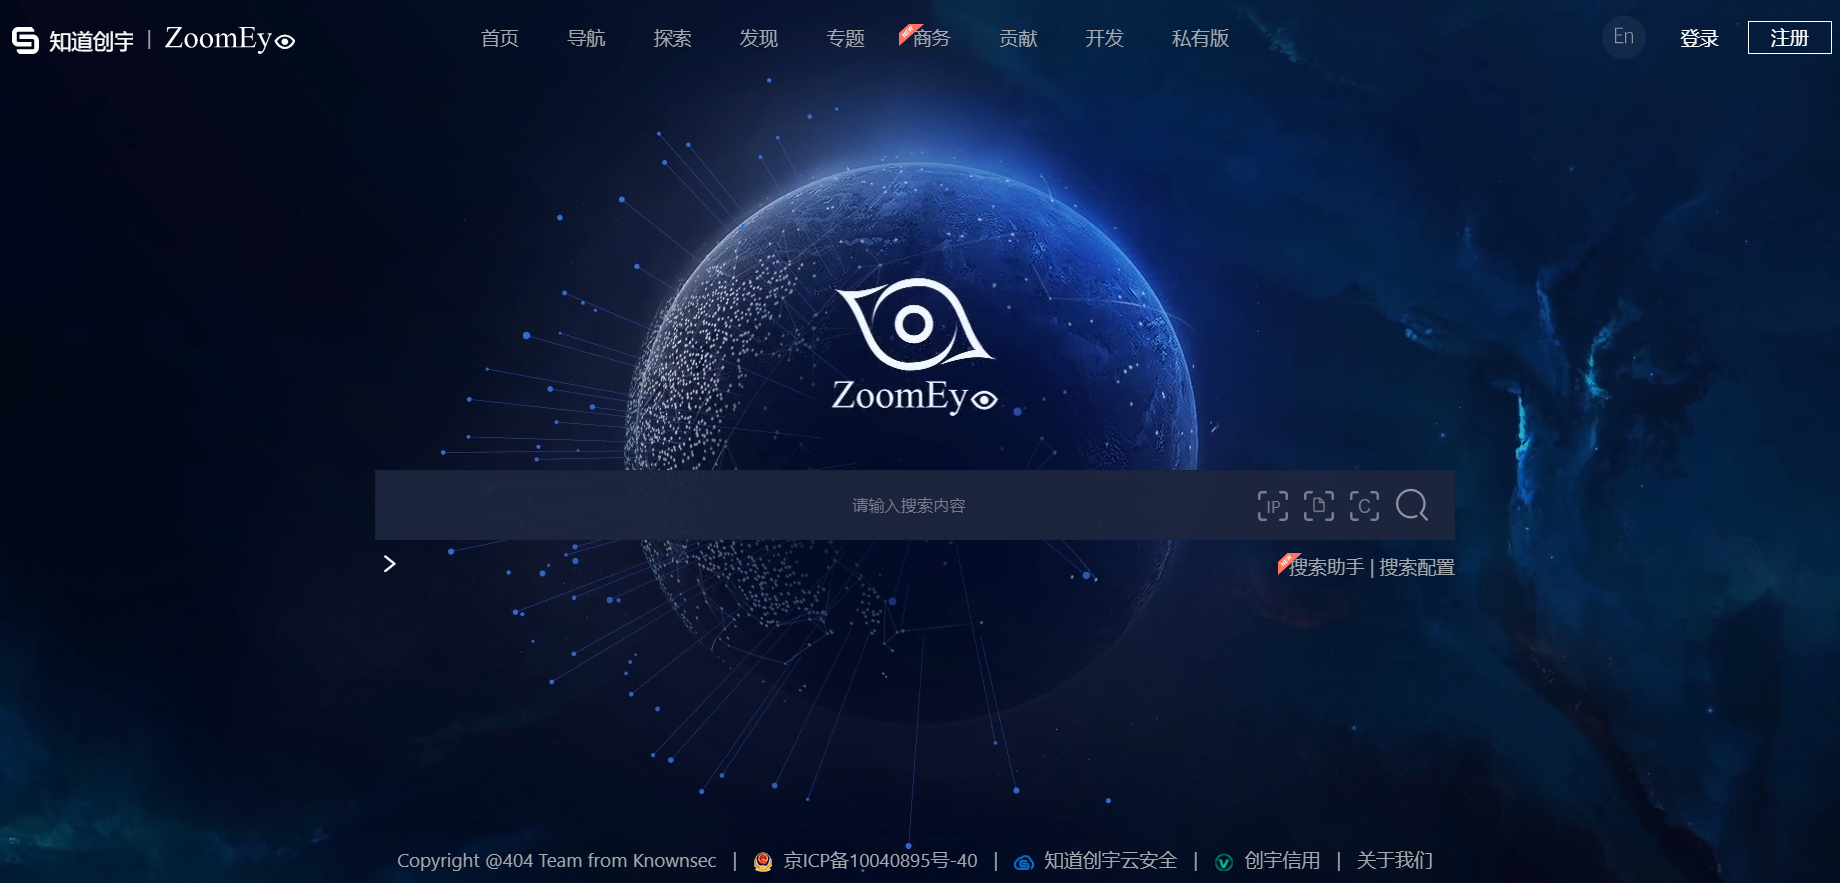 知道创宇 | ZoomEye
首页 导航 探索 发现 专题 NEW 商务 贡献 开发 私有版
En 登录 注册
ZoomEye
请输入搜索内容 IP C
NEW 搜索助手 | 搜索配置
Copyright @404 Team from Knownsec | 京ICP备10040895号-40 | 知道创宇云安全 | 创宇信用 | 关于我们